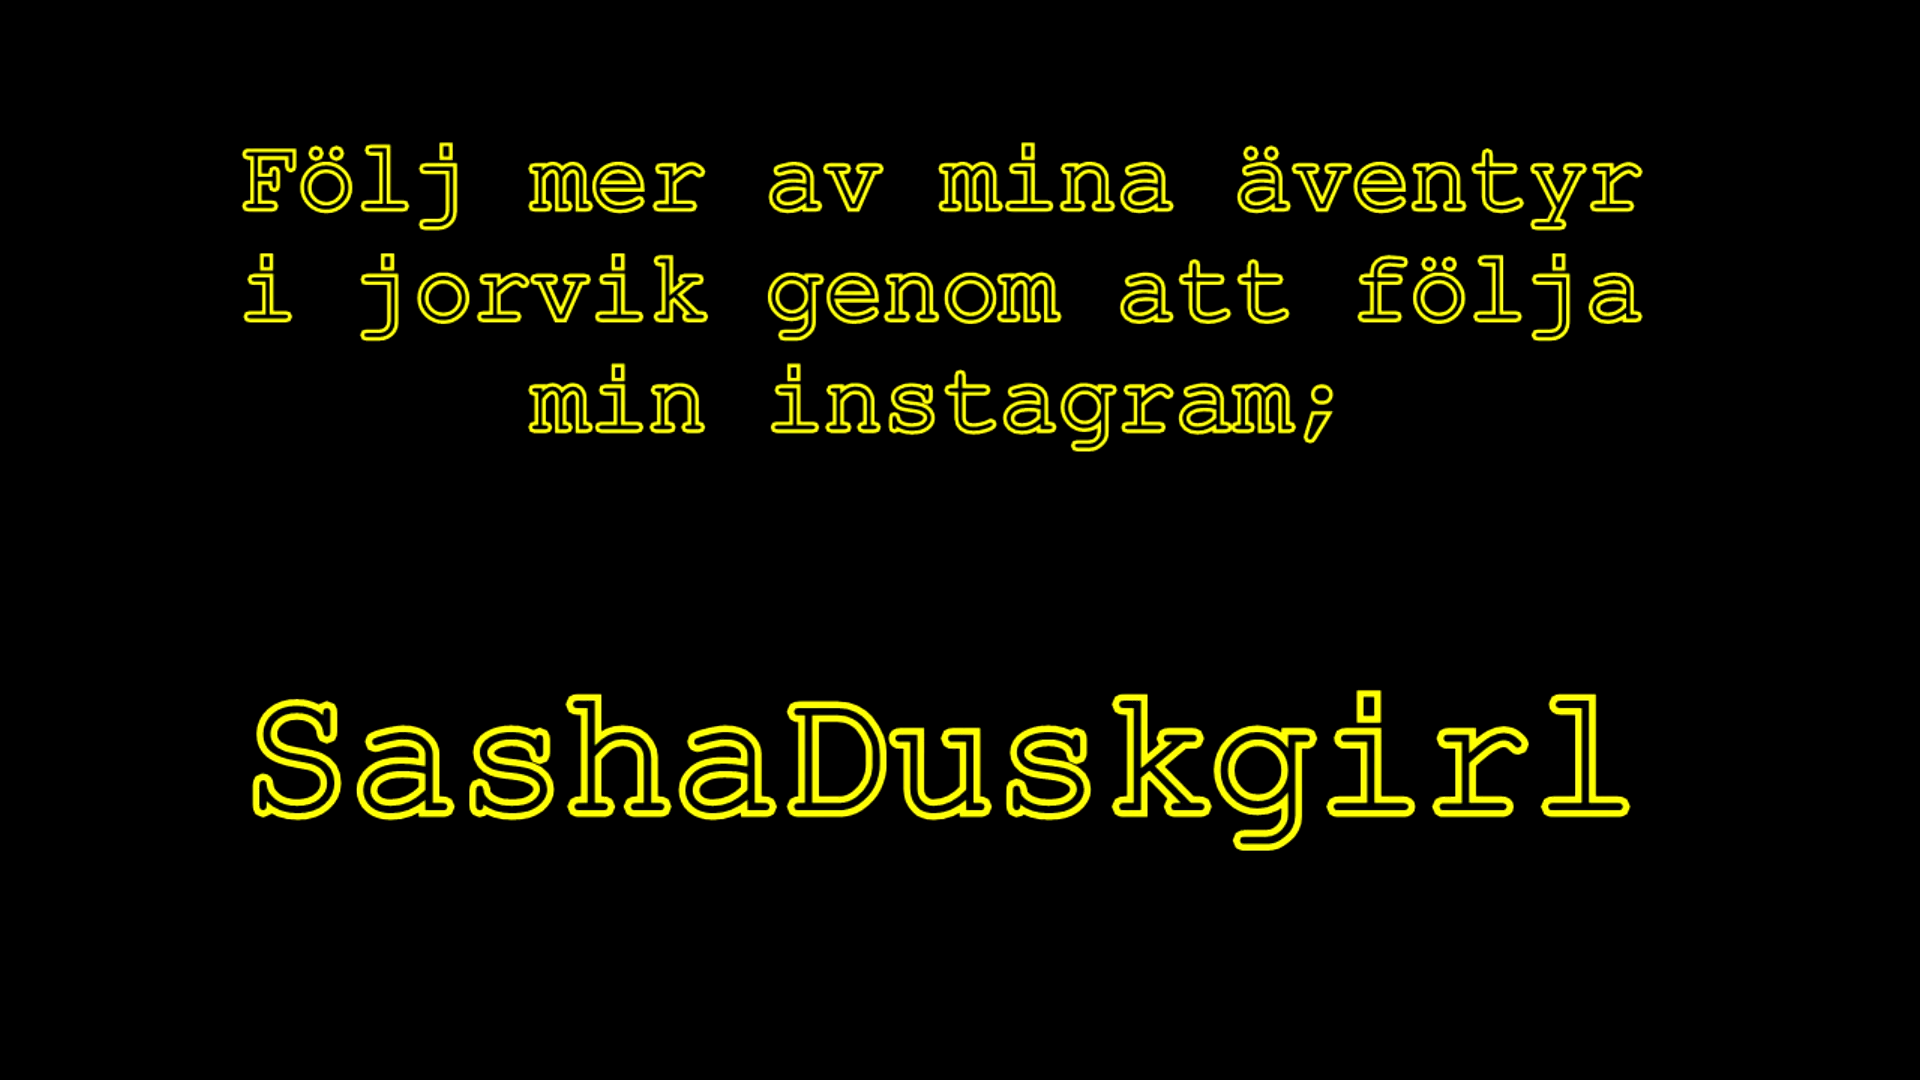 Följ mer av mina äventyr
i jorvik genom att följa
min instagram;
SashaDuskgirl